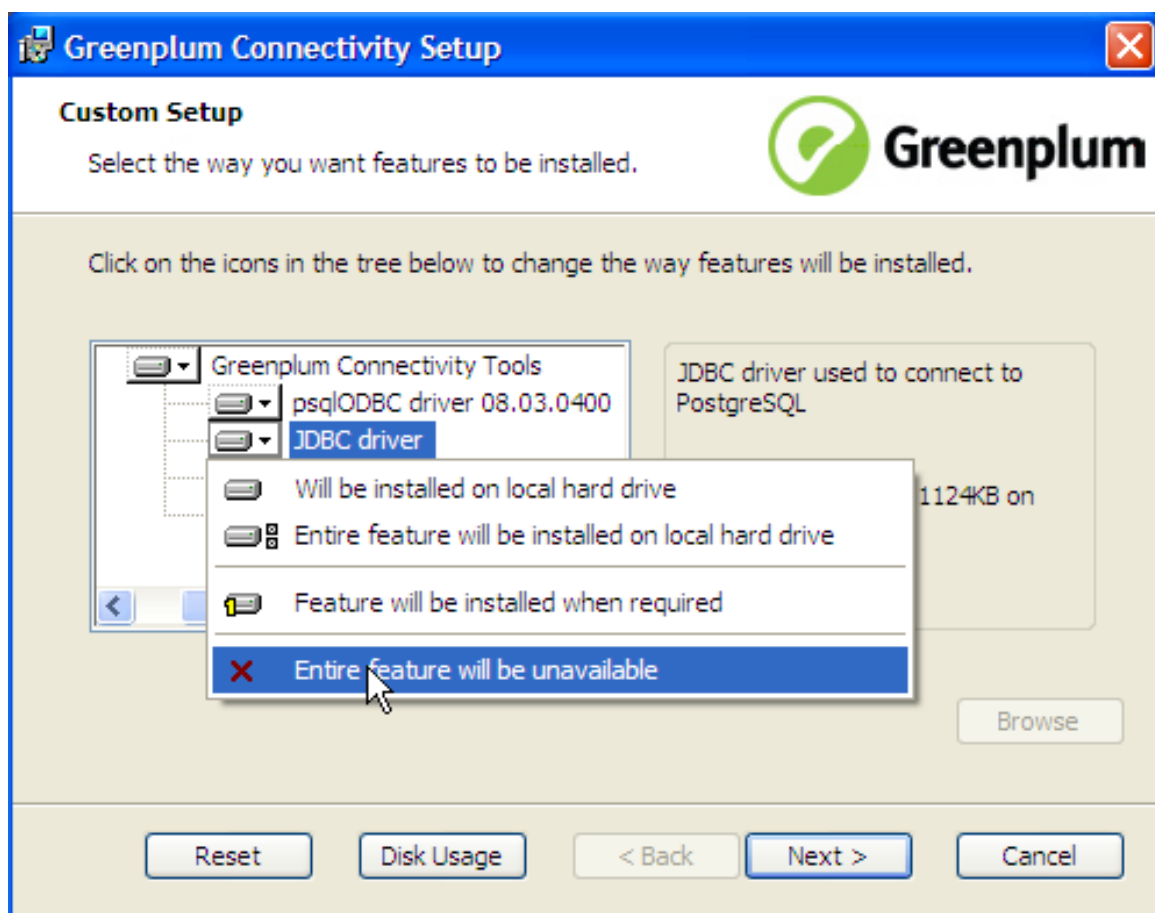 Greenplum Connectivity Setup
Custom Setup
Select the way you want features to be installed.
Greenplum
Click on the icons in the tree below to change the way features will be installed.
Greenplum Connectivity Tools
psqlODBC driver 08.03.0400
JDBC driver
JDBC driver used to connect to
PostgreSQL
1124KB on
Will be installed on local hard drive
Entire feature will be installed on local hard drive
Feature will be installed when required
Entire feature will be unavailable
Browse
Reset
Disk Usage
< Back
Next >
Cancel